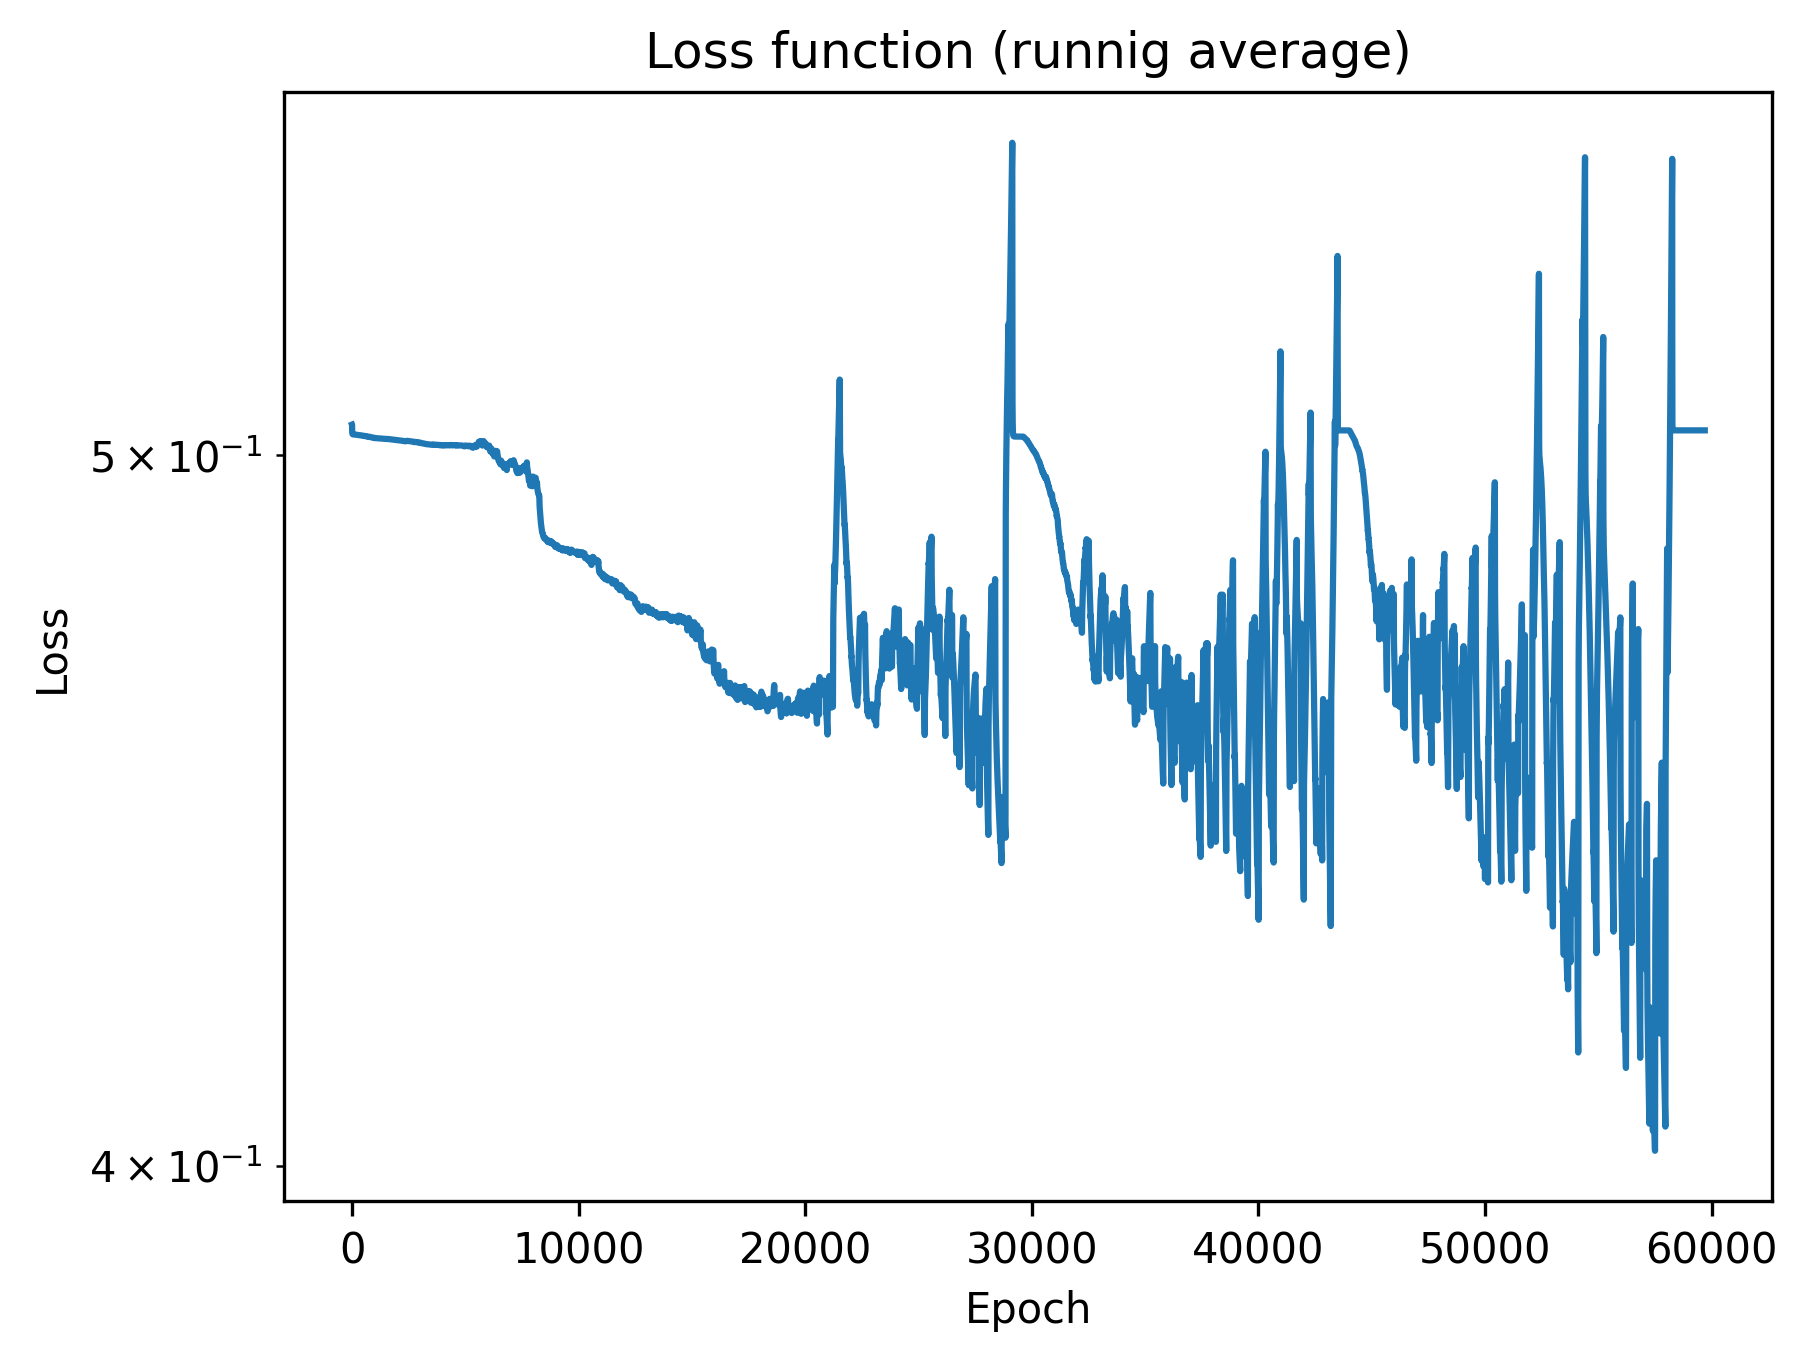 Loss function (runnig average)
5 × 10⁻¹
Loss
4 × 10⁻¹
0 10000 20000 30000 40000 50000 60000
Epoch